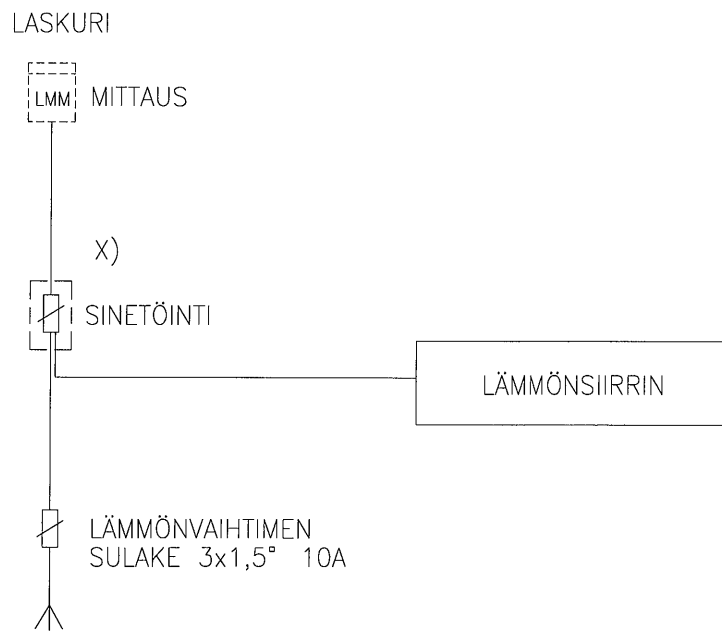 LASKURI
LMM MITTAUS
X)
SINETÖINTI
LÄMMÖNSIIRRIN
LÄMMÖNVAIHTIMEN
SULAKE 3x1,5▫ 10A